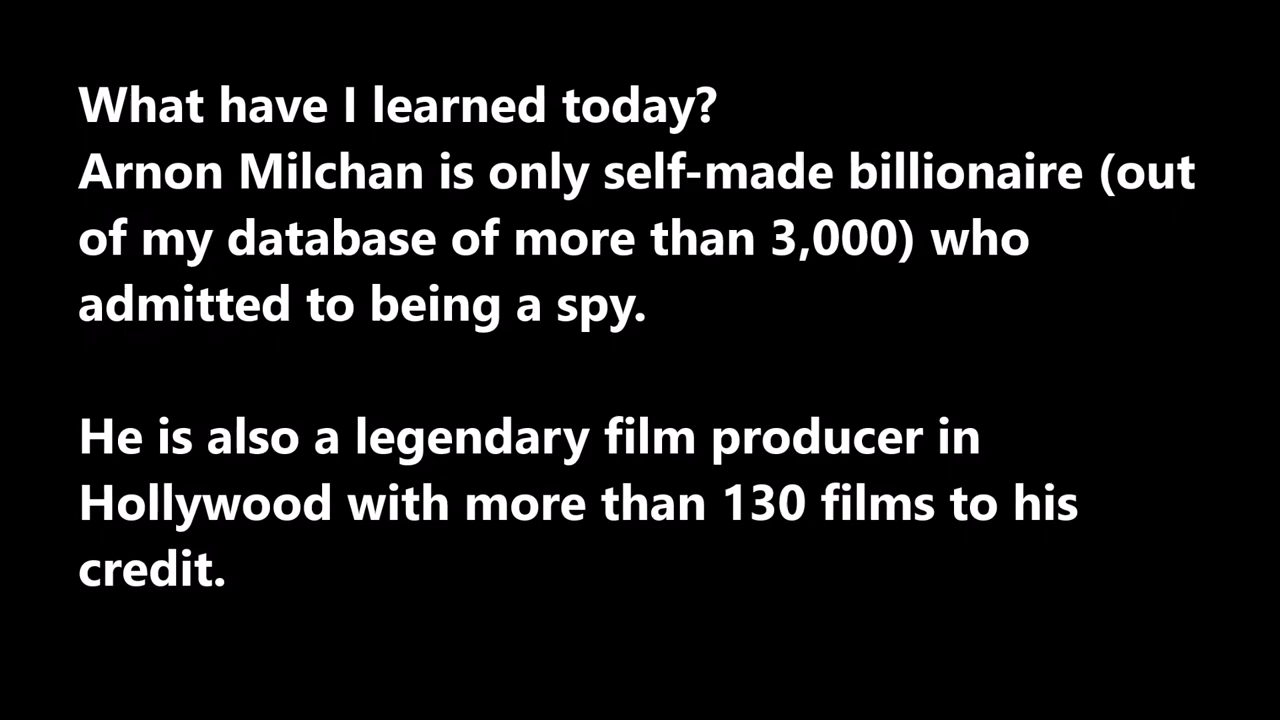 What have I learned today?
Arnon Milchan is only self-made billionaire (out
of my database of more than 3,000) who
admitted to being a spy.
He is also a legendary film producer in
Hollywood with more than 130 films to his
credit.